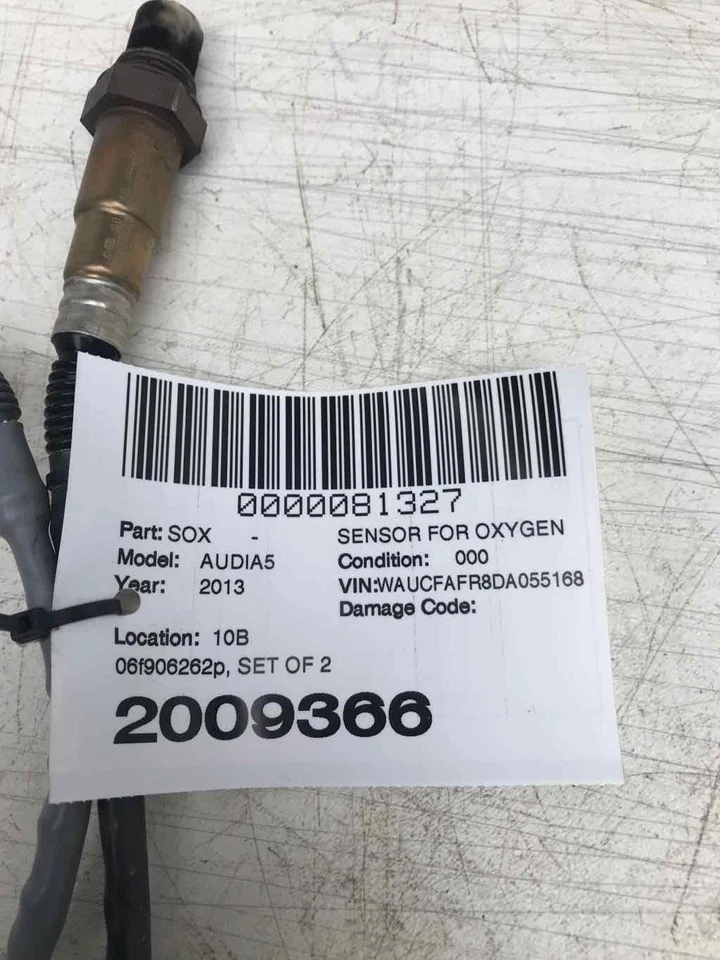 0000081327
Part: SOX - SENSOR FOR OXYGEN
Model: AUDIA5 Condition: 000
Year: 2013 VIN:WAUCFAFR8DA055168
Damage Code:
Location: 10B
06f906262p, SET OF 2
2009366